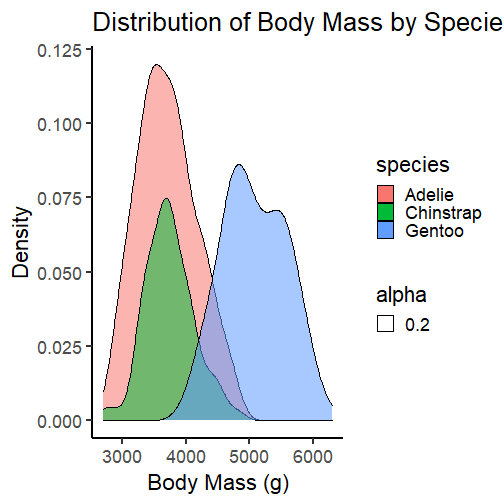 Distribution of Body Mass by Specie
0.125
0.100
0.075
0.050
0.025
0.000
Density
3000 4000 5000 6000
Body Mass (g)
species
Adelie
Chinstrap
Gentoo
alpha
0.2